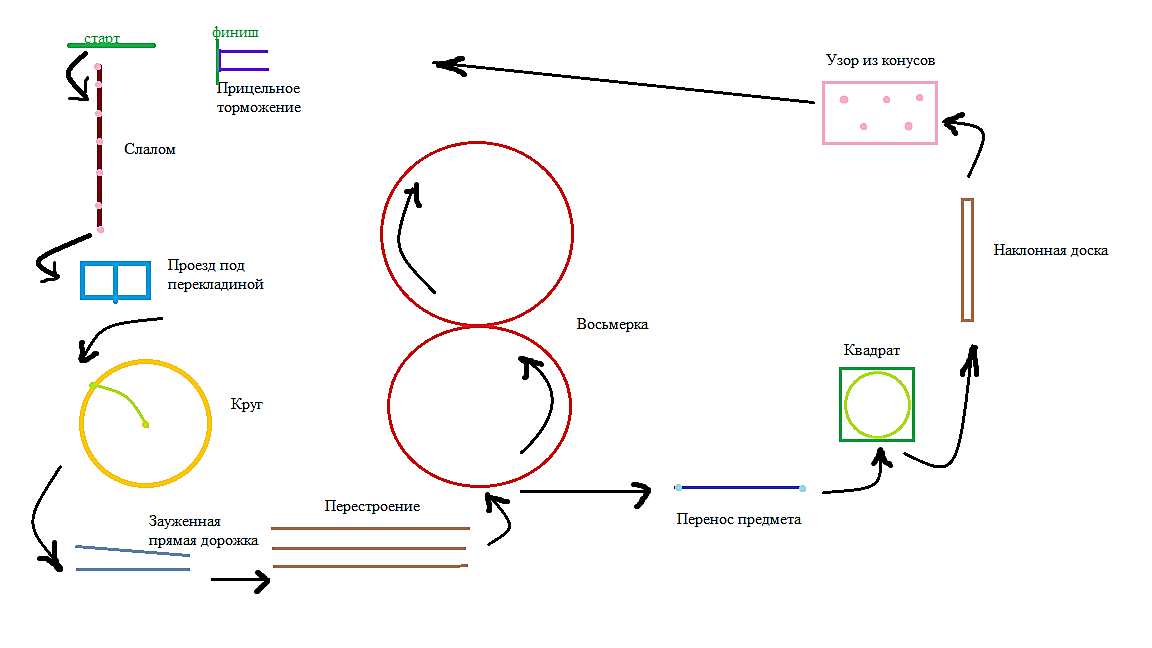 старт
финиш
Прицельное
торможение
Узор из конусов
Слалом
Проезд под
перекладиной
Наклонная доска
Восьмерка
Квадрат
Круг
Перестроение
Зауженная
прямая дорожка
Перенос предмета